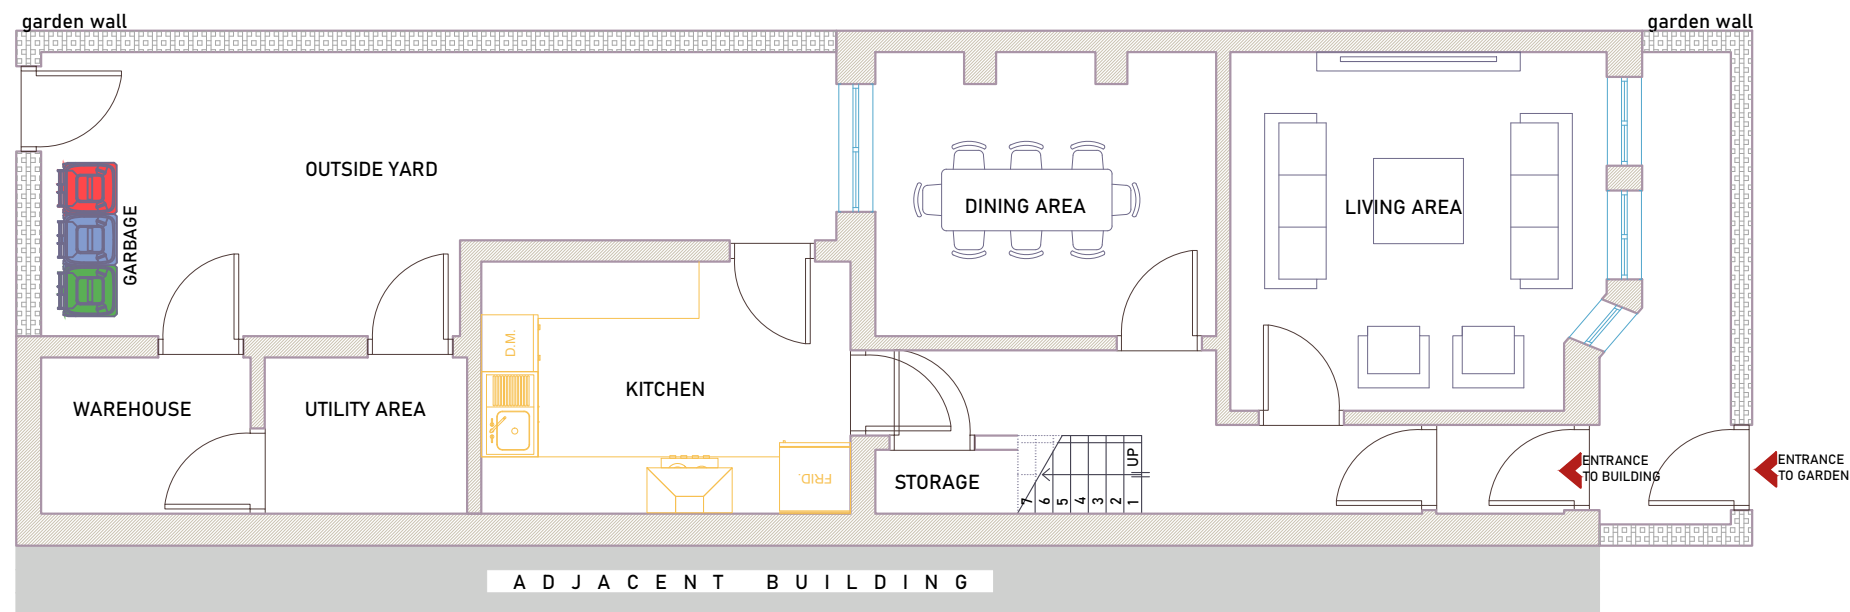 garden wall
garden wall
OUTSIDE YARD
GARBAGE
DINING AREA
LIVING AREA
D.M.
KITCHEN
WAREHOUSE
UTILITY AREA
FRID.
STORAGE
UP
7 6 5 4 3 2 1
ENTRANCE
TO BUILDING
ENTRANCE
TO GARDEN
ADJACENT BUILDING